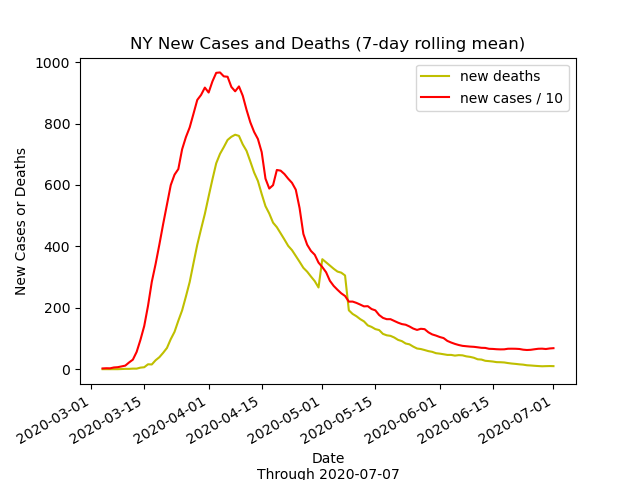 NY New Cases and Deaths (7-day rolling mean)
new deaths
new cases / 10
1000
800
600
400
200
0
New Cases or Deaths
2020-03-01
2020-03-15
2020-04-01
2020-04-15
2020-05-01
2020-05-15
2020-06-01
2020-06-15
2020-07-01
Date
Through 2020-07-07